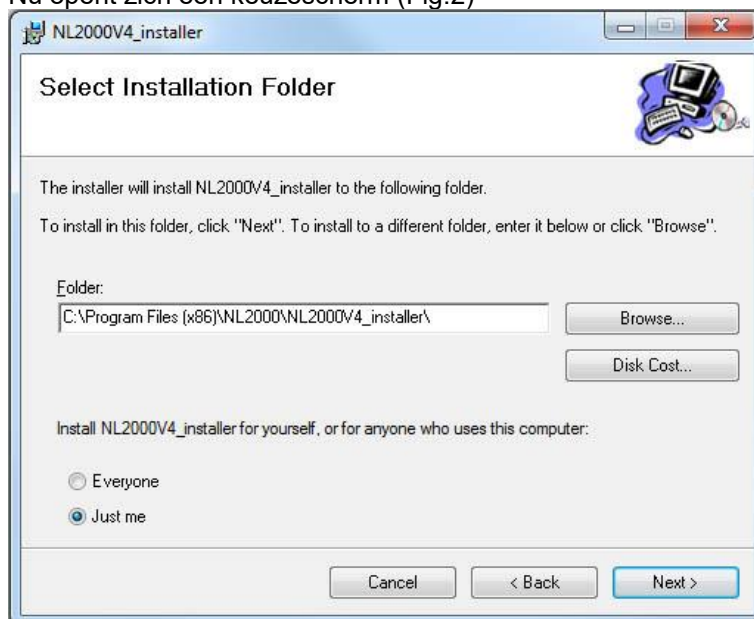 Nu opent zich een keuzescherm (Fig.2)
NL2000V4_installer
Select Installation Folder
The installer will install NL2000V4_installer to the following folder.
To install in this folder, click "Next". To install to a different folder, enter it below or click "Browse".
Folder:
C:\Program Files (x86)\NL2000\NL2000V4_installer\
Browse...
Disk Cost...
Install NL2000V4_installer for yourself, or for anyone who uses this computer:
Everyone
Just me
Cancel
< Back
Next >